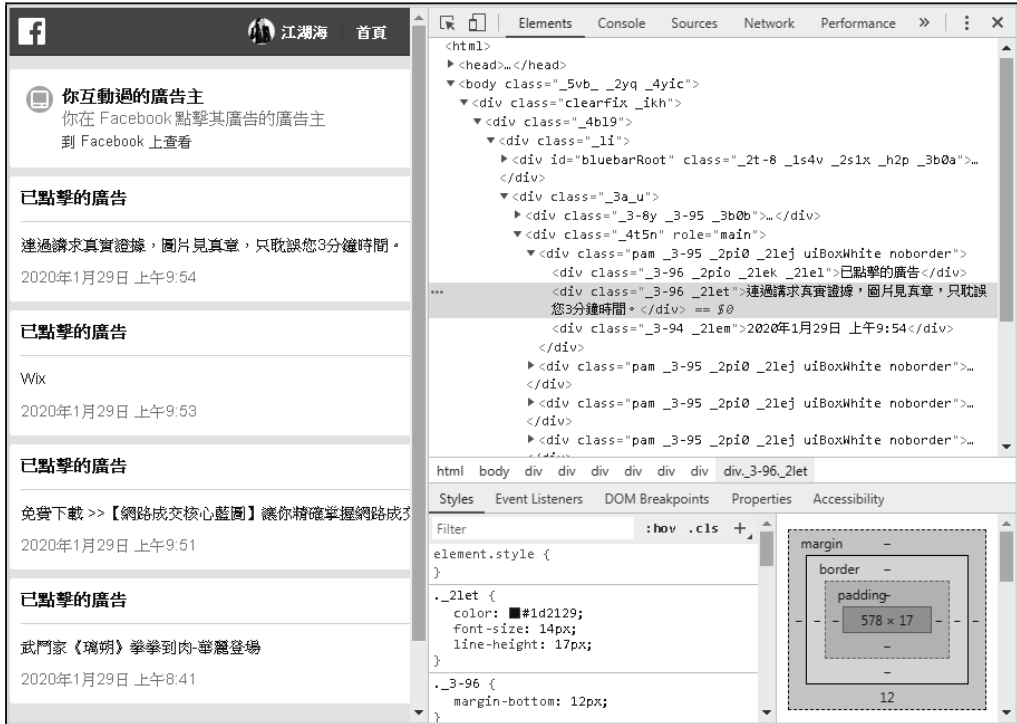 江湖海 首頁
你互動過的廣告主
你在 Facebook 點擊其廣告的廣告主
到 Facebook 上查看
已點擊的廣告
連過講求真實證據，圖片見真章，只耽誤您3分鐘時間。
2020年1月29日 上午9:54
已點擊的廣告
Wix
2020年1月29日 上午9:53
已點擊的廣告
免費下載 >>【網路成交核心藍圖】讓你精確掌握網路成交
2020年1月29日 上午9:51
已點擊的廣告
武鬥家《璃朔》拳拳到肉-華麗登場
2020年1月29日 上午8:41
Elements Console Sources Network Performance »
<html>
<head>…</head>
<body class="_5vb_ _2yq _4yic">
<div class="clearfix _ikh">
<div class="_4bl9">
<div class="_li">
<div id="bluebarRoot" class="_2t-8 _1s4v _2s1x _h2p _3b0a">…
</div>
<div class="_3a_u">
<div class="_3-8y _3-95 _3b0b">…</div>
<div class="_4t5n" role="main">
<div class="pam _3-95 _2pi0 _2lej uiBoxWhite noborder">
<div class="_3-96 _2pio _2lek _2lel">已點擊的廣告</div>
<div class="_3-96 _2let">連過講求真實證據，圖片見真章，只耽誤
您3分鐘時間。</div> == $0
<div class="_3-94 _2lem">2020年1月29日 上午9:54</div>
</div>
<div class="pam _3-95 _2pi0 _2lej uiBoxWhite noborder">…
</div>
<div class="pam _3-95 _2pi0 _2lej uiBoxWhite noborder">…
</div>
<div class="pam _3-95 _2pi0 _2lej uiBoxWhite noborder">…
html body div div div div div div div._3-96._2let
Styles Event Listeners DOM Breakpoints Properties Accessibility
Filter :hov .cls +
element.style {
}
._2let {
color: #1d2129;
font-size: 14px;
line-height: 17px;
}
._3-96 {
margin-bottom: 12px;
}
margin –
border –
padding –
– – – 578 × 17 – – –
–
–
12